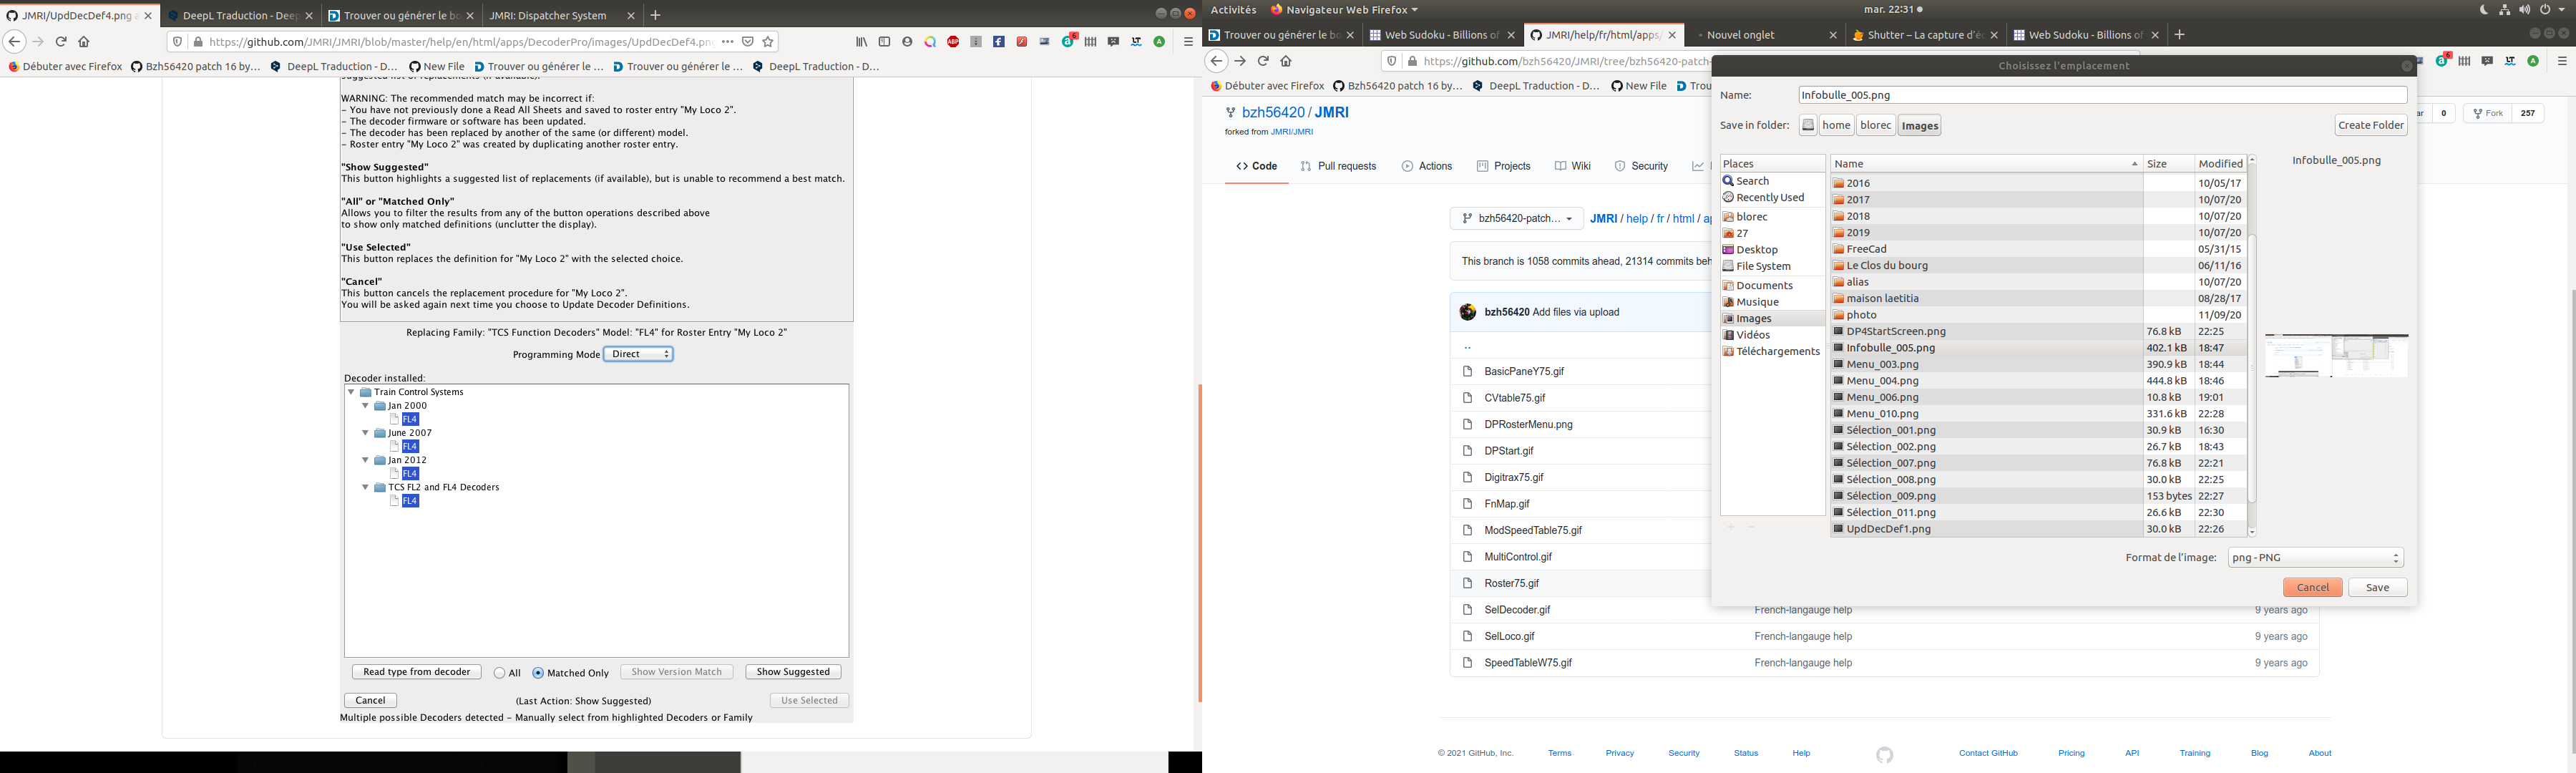 JMRI/UpdDecDef4.png a
DeepL Traduction - Deep
Trouver ou générer le bo
JMRI: Dispatcher System
https://github.com/JMRI/JMRI/blob/master/help/en/html/apps/DecoderPro/images/UpdDecDef4.png
Débuter avec Firefox
Bzh56420 patch 16 by…
DeepL Traduction - D…
New File
Trouver ou générer le …
Trouver ou générer le …
DeepL Traduction - D…
suggested list of replacements (if available).
WARNING: The recommended match may be incorrect if:
- You have not previously done a Read All Sheets and saved to roster entry "My Loco 2".
- The decoder firmware or software has been updated.
- The decoder has been replaced by another of the same (or different) model.
- Roster entry "My Loco 2" was created by duplicating another roster entry.
"Show Suggested"
This button highlights a suggested list of replacements (if available), but is unable to recommend a best match.
"All" or "Matched Only"
Allows you to filter the results from any of the button operations described above
to show only matched definitions (unclutter the display).
"Use Selected"
This button replaces the definition for "My Loco 2" with the selected choice.
"Cancel"
This button cancels the replacement procedure for "My Loco 2".
You will be asked again next time you choose to Update Decoder Definitions.
Replacing Family: "TCS Function Decoders" Model: "FL4" for Roster Entry "My Loco 2"
Programming Mode Direct
Decoder installed:
Train Control Systems
Jan 2000
FL4
June 2007
FL4
Jan 2012
FL4
TCS FL2 and FL4 Decoders
FL4
Read type from decoder All Matched Only Show Version Match Show Suggested
Cancel (Last Action: Show Suggested) Use Selected
Multiple possible Decoders detected - Manually select from highlighted Decoders or Family
Activités Navigateur Web Firefox mar. 22:31
Trouver ou générer le bo
Web Sudoku - Billions of
JMRI/help/fr/html/apps/
Nouvel onglet
Shutter – La capture d'éc
Web Sudoku - Billions of
https://github.com/bzh56420/JMRI/tree/bzh56420-patch-
Débuter avec Firefox
Bzh56420 patch 16 by…
DeepL Traduction - D…
New File
Trou
bzh56420 / JMRI
forked from JMRI/JMRI
ar 0 Fork 257
Code Pull requests Actions Projects Wiki Security
bzh56420-patch… JMRI / help / fr / html / ap
This branch is 1058 commits ahead, 21314 commits beh
bzh56420 Add files via upload
..
BasicPaneY75.gif
CVtable75.gif
DPRosterMenu.png
DPStart.gif
Digitrax75.gif
FnMap.gif
ModSpeedTable75.gif
MultiControl.gif
Roster75.gif
SelDecoder.gif French-langauge help 9 years ago
SelLoco.gif French-langauge help 9 years ago
SpeedTableW75.gif French-langauge help 9 years ago
© 2021 GitHub, Inc. Terms Privacy Security Status Help Contact GitHub Pricing API Training Blog About
Choisissez l'emplacement
Name: Infobulle_005.png
Save in folder: home blorec Images Create Folder
Places
Search
Recently Used
blorec
27
Desktop
File System
Documents
Musique
Images
Vidéos
Téléchargements
Name Size Modified
2016 10/05/17
2017 10/07/20
2018 10/07/20
2019 10/07/20
FreeCad 05/31/15
Le Clos du bourg 06/11/16
alias 10/07/20
maison laetitia 08/28/17
photo 11/09/20
DP4StartScreen.png 76.8 kB 22:25
Infobulle_005.png 402.1 kB 18:47
Menu_003.png 390.9 kB 18:44
Menu_004.png 444.8 kB 18:46
Menu_006.png 10.8 kB 19:01
Menu_010.png 331.6 kB 22:28
Sélection_001.png 30.9 kB 16:30
Sélection_002.png 26.7 kB 18:43
Sélection_007.png 76.8 kB 22:21
Sélection_008.png 30.0 kB 22:25
Sélection_009.png 153 bytes 22:27
Sélection_011.png 26.6 kB 22:30
UpdDecDef1.png 30.0 kB 22:26
Infobulle_005.png
Format de l'image: png - PNG
Cancel Save